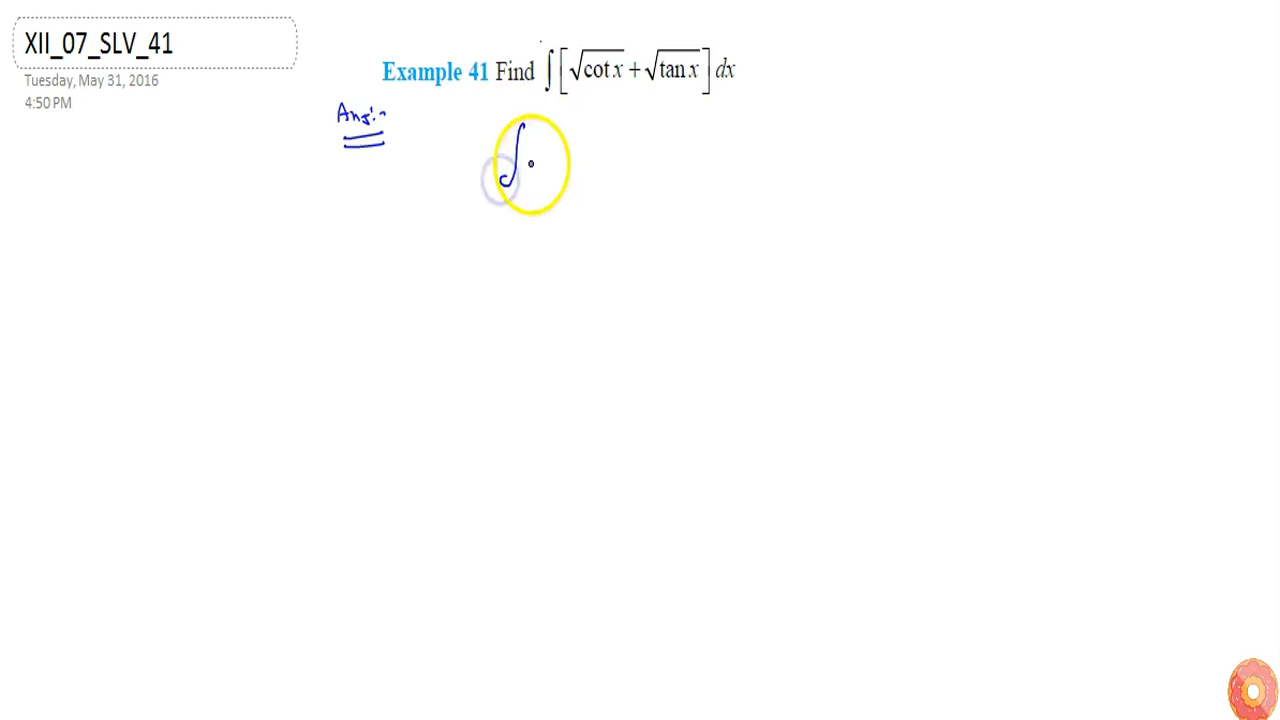 XII_07_SLV_41
Tuesday, May 31, 2016
4:50 PM
Example 41 Find ∫[√cot x + √tan x] dx
Ans:-
∫